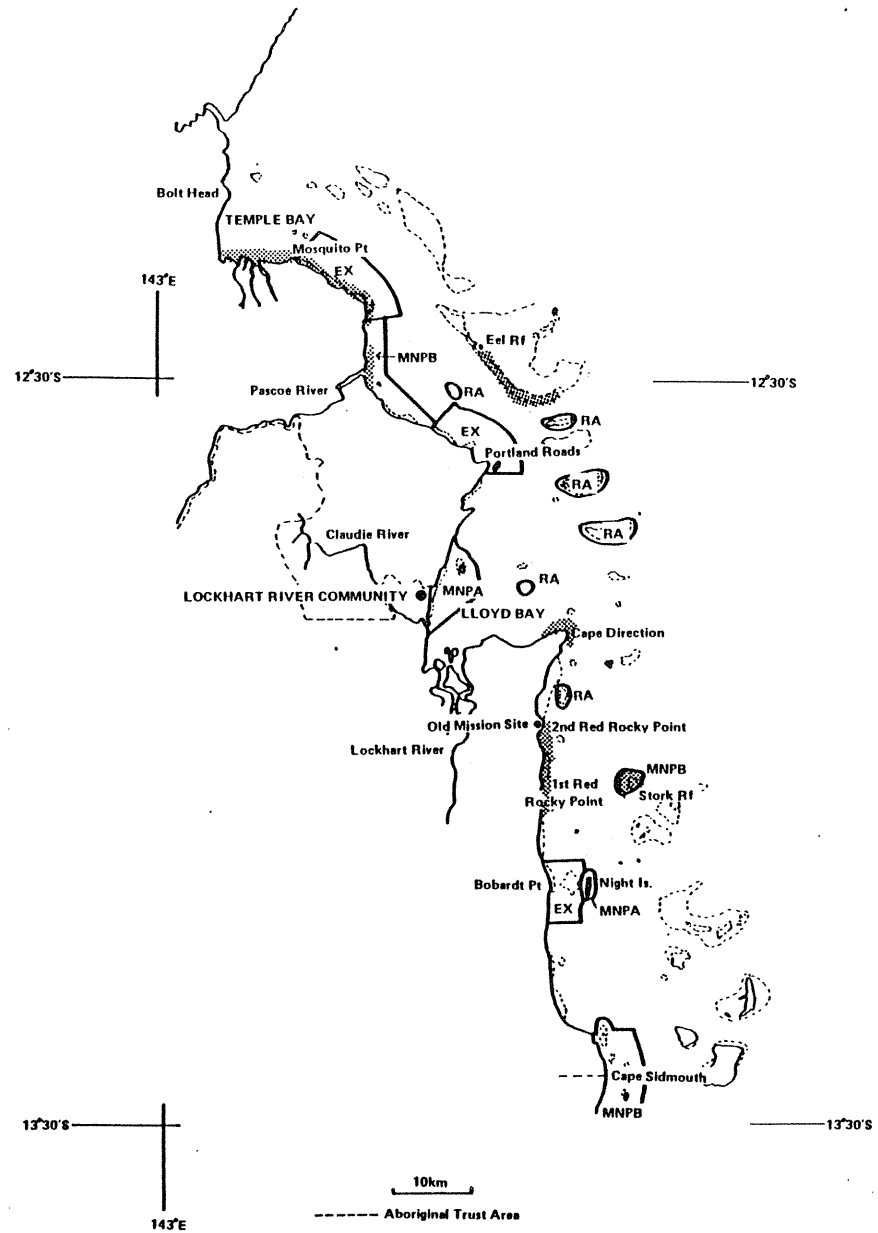 Bolt Head
TEMPLE BAY
Mosquito Pt
EX
143°E
Eel Rf
MNPB
12°30'S
12°30'S
Pascoe River
RA
RA
EX
Portland Roads
RA
Claudie River
RA
RA
MNPA
LOCKHART RIVER COMMUNITY
LLOYD BAY
Cape Direction
RA
Old Mission Site
2nd Red Rocky Point
Lockhart River
MNPB
1st Red
Rocky Point
Stork Rf
Bobardt Pt
Night Is.
EX
MNPA
Cape Sidmouth
MNPB
13°30'S
13°30'S
10km
Aboriginal Trust Area
143°E